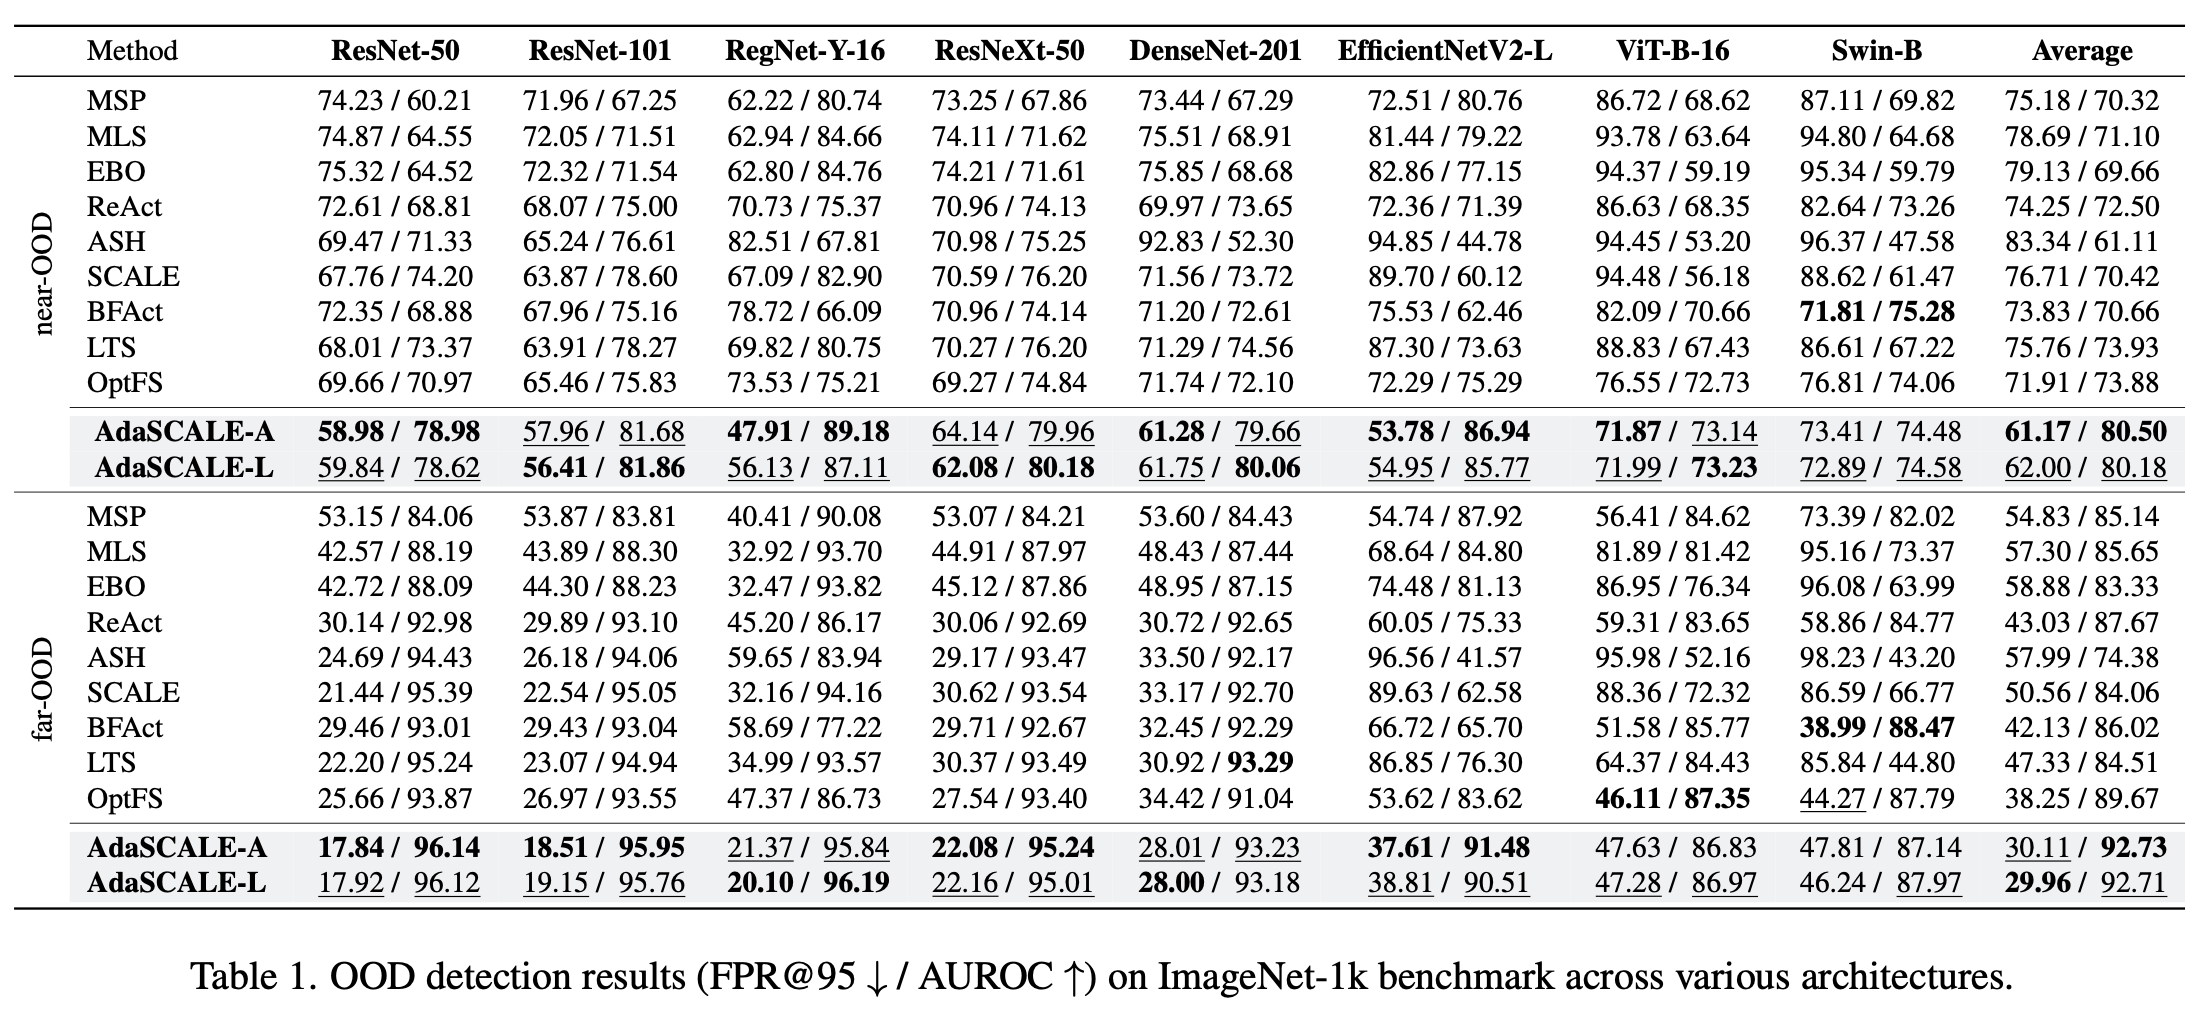 Method ResNet-50 ResNet-101 RegNet-Y-16 ResNeXt-50 DenseNet-201 EfficientNetV2-L ViT-B-16 Swin-B Average
near-OOD
MSP 74.23 / 60.21 71.96 / 67.25 62.22 / 80.74 73.25 / 67.86 73.44 / 67.29 72.51 / 80.76 86.72 / 68.62 87.11 / 69.82 75.18 / 70.32
MLS 74.87 / 64.55 72.05 / 71.51 62.94 / 84.66 74.11 / 71.62 75.51 / 68.91 81.44 / 79.22 93.78 / 63.64 94.80 / 64.68 78.69 / 71.10
EBO 75.32 / 64.52 72.32 / 71.54 62.80 / 84.76 74.21 / 71.61 75.85 / 68.68 82.86 / 77.15 94.37 / 59.19 95.34 / 59.79 79.13 / 69.66
ReAct 72.61 / 68.81 68.07 / 75.00 70.73 / 75.37 70.96 / 74.13 69.97 / 73.65 72.36 / 71.39 86.63 / 68.35 82.64 / 73.26 74.25 / 72.50
ASH 69.47 / 71.33 65.24 / 76.61 82.51 / 67.81 70.98 / 75.25 92.83 / 52.30 94.85 / 44.78 94.45 / 53.20 96.37 / 47.58 83.34 / 61.11
SCALE 67.76 / 74.20 63.87 / 78.60 67.09 / 82.90 70.59 / 76.20 71.56 / 73.72 89.70 / 60.12 94.48 / 56.18 88.62 / 61.47 76.71 / 70.42
BFAct 72.35 / 68.88 67.96 / 75.16 78.72 / 66.09 70.96 / 74.14 71.20 / 72.61 75.53 / 62.46 82.09 / 70.66 71.81 / 75.28 73.83 / 70.66
LTS 68.01 / 73.37 63.91 / 78.27 69.82 / 80.75 70.27 / 76.20 71.29 / 74.56 87.30 / 73.63 88.83 / 67.43 86.61 / 67.22 75.76 / 73.93
OptFS 69.66 / 70.97 65.46 / 75.83 73.53 / 75.21 69.27 / 74.84 71.74 / 72.10 72.29 / 75.29 76.55 / 72.73 76.81 / 74.06 71.91 / 73.88
AdaSCALE-A 58.98 / 78.98 57.96 / 81.68 47.91 / 89.18 64.14 / 79.96 61.28 / 79.66 53.78 / 86.94 71.87 / 73.14 73.41 / 74.48 61.17 / 80.50
AdaSCALE-L 59.84 / 78.62 56.41 / 81.86 56.13 / 87.11 62.08 / 80.18 61.75 / 80.06 54.95 / 85.77 71.99 / 73.23 72.89 / 74.58 62.00 / 80.18
far-OOD
MSP 53.15 / 84.06 53.87 / 83.81 40.41 / 90.08 53.07 / 84.21 53.60 / 84.43 54.74 / 87.92 56.41 / 84.62 73.39 / 82.02 54.83 / 85.14
MLS 42.57 / 88.19 43.89 / 88.30 32.92 / 93.70 44.91 / 87.97 48.43 / 87.44 68.64 / 84.80 81.89 / 81.42 95.16 / 73.37 57.30 / 85.65
EBO 42.72 / 88.09 44.30 / 88.23 32.47 / 93.82 45.12 / 87.86 48.95 / 87.15 74.48 / 81.13 86.95 / 76.34 96.08 / 63.99 58.88 / 83.33
ReAct 30.14 / 92.98 29.89 / 93.10 45.20 / 86.17 30.06 / 92.69 30.72 / 92.65 60.05 / 75.33 59.31 / 83.65 58.86 / 84.77 43.03 / 87.67
ASH 24.69 / 94.43 26.18 / 94.06 59.65 / 83.94 29.17 / 93.47 33.50 / 92.17 96.56 / 41.57 95.98 / 52.16 98.23 / 43.20 57.99 / 74.38
SCALE 21.44 / 95.39 22.54 / 95.05 32.16 / 94.16 30.62 / 93.54 33.17 / 92.70 89.63 / 62.58 88.36 / 72.32 86.59 / 66.77 50.56 / 84.06
BFAct 29.46 / 93.01 29.43 / 93.04 58.69 / 77.22 29.71 / 92.67 32.45 / 92.29 66.72 / 65.70 51.58 / 85.77 38.99 / 88.47 42.13 / 86.02
LTS 22.20 / 95.24 23.07 / 94.94 34.99 / 93.57 30.37 / 93.49 30.92 / 93.29 86.85 / 76.30 64.37 / 84.43 85.84 / 44.80 47.33 / 84.51
OptFS 25.66 / 93.87 26.97 / 93.55 47.37 / 86.73 27.54 / 93.40 34.42 / 91.04 53.62 / 83.62 46.11 / 87.35 44.27 / 87.79 38.25 / 89.67
AdaSCALE-A 17.84 / 96.14 18.51 / 95.95 21.37 / 95.84 22.08 / 95.24 28.01 / 93.23 37.61 / 91.48 47.63 / 86.83 47.81 / 87.14 30.11 / 92.73
AdaSCALE-L 17.92 / 96.12 19.15 / 95.76 20.10 / 96.19 22.16 / 95.01 28.00 / 93.18 38.81 / 90.51 47.28 / 86.97 46.24 / 87.97 29.96 / 92.71
Table 1. OOD detection results (FPR@95 ↓ / AUROC ↑) on ImageNet-1k benchmark across various architectures.